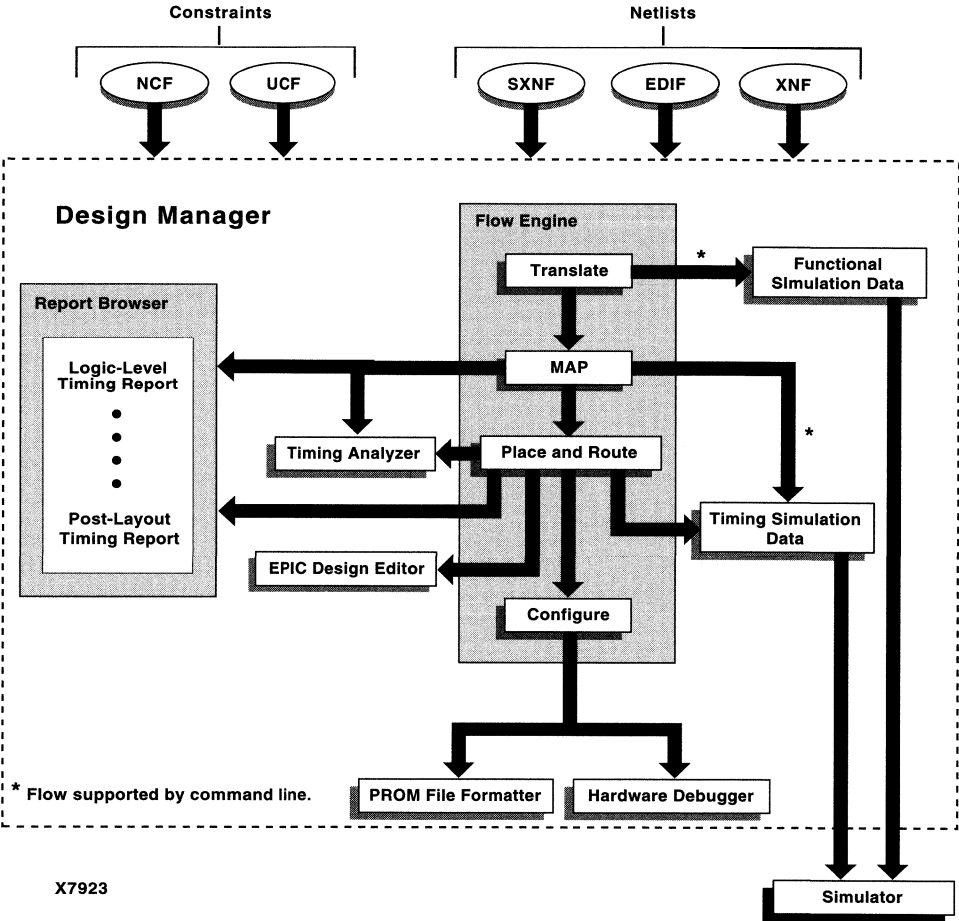 Constraints
Netlists
NCF
UCF
SXNF
EDIF
XNF
Design Manager
Flow Engine
Translate
*
Functional
SImulation Data
Report Browser
Logic-Level
Timing Report
MAP
*
Timing Analyzer
Place and Route
Post-Layout
Timing Report
Timing Simulation
Data
EPIC Design Editor
Configure
* Flow supported by command line.
PROM File Formatter
Hardware Debugger
X7923
Simulator